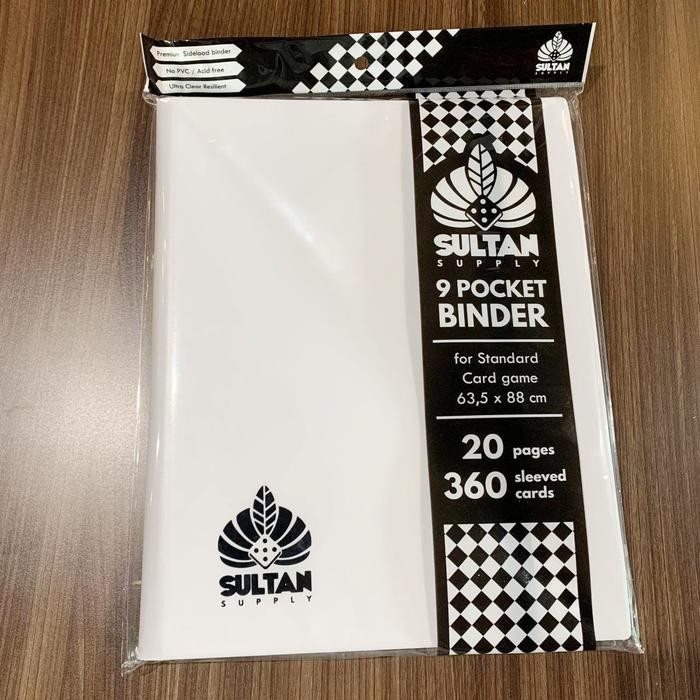 Premium Sideload binder
No PVC / Acid free
Ultra Clear Resilient
SULTAN
SUPPLY
SULTAN
SUPPLY
9 POCKET
BINDER
for Standard
Card game
63,5 x 88 cm
20 pages
360 sleeved
cards
SULTAN
SUPPLY